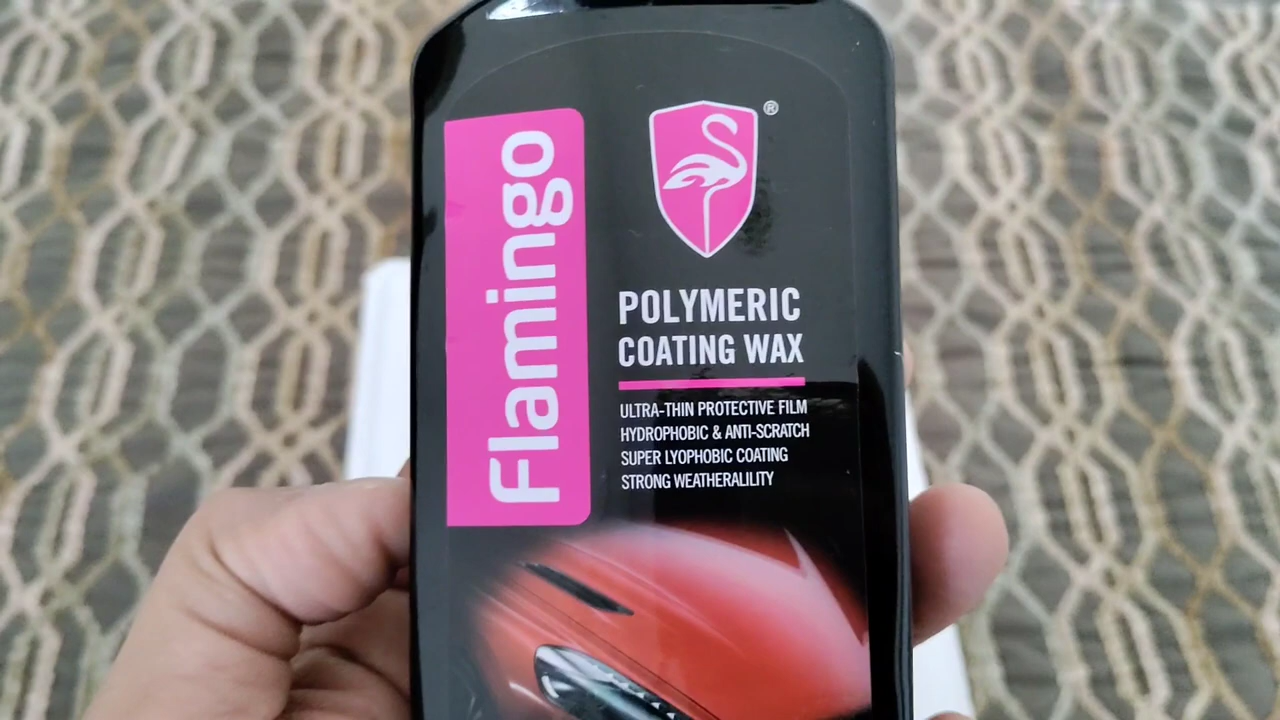 Flamingo
®
POLYMERIC
COATING WAX
ULTRA-THIN PROTECTIVE FILM
HYDROPHOBIC & ANTI-SCRATCH
SUPER LYOPHOBIC COATING
STRONG WEATHERALILITY